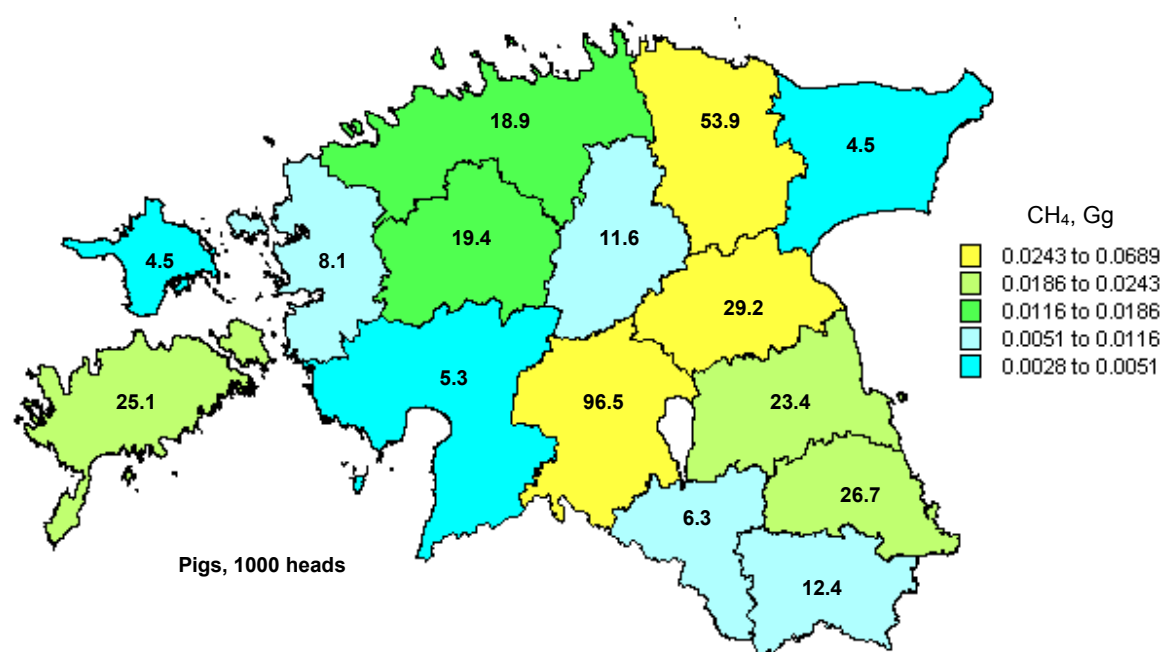 18.9
53.9
4.5
19.4
11.6
4.5
8.1
29.2
5.3
25.1
96.5
23.4
26.7
6.3
12.4
Pigs, 1000 heads
CH₄, Gg
0.0243 to 0.0689
0.0186 to 0.0243
0.0116 to 0.0186
0.0051 to 0.0116
0.0028 to 0.0051